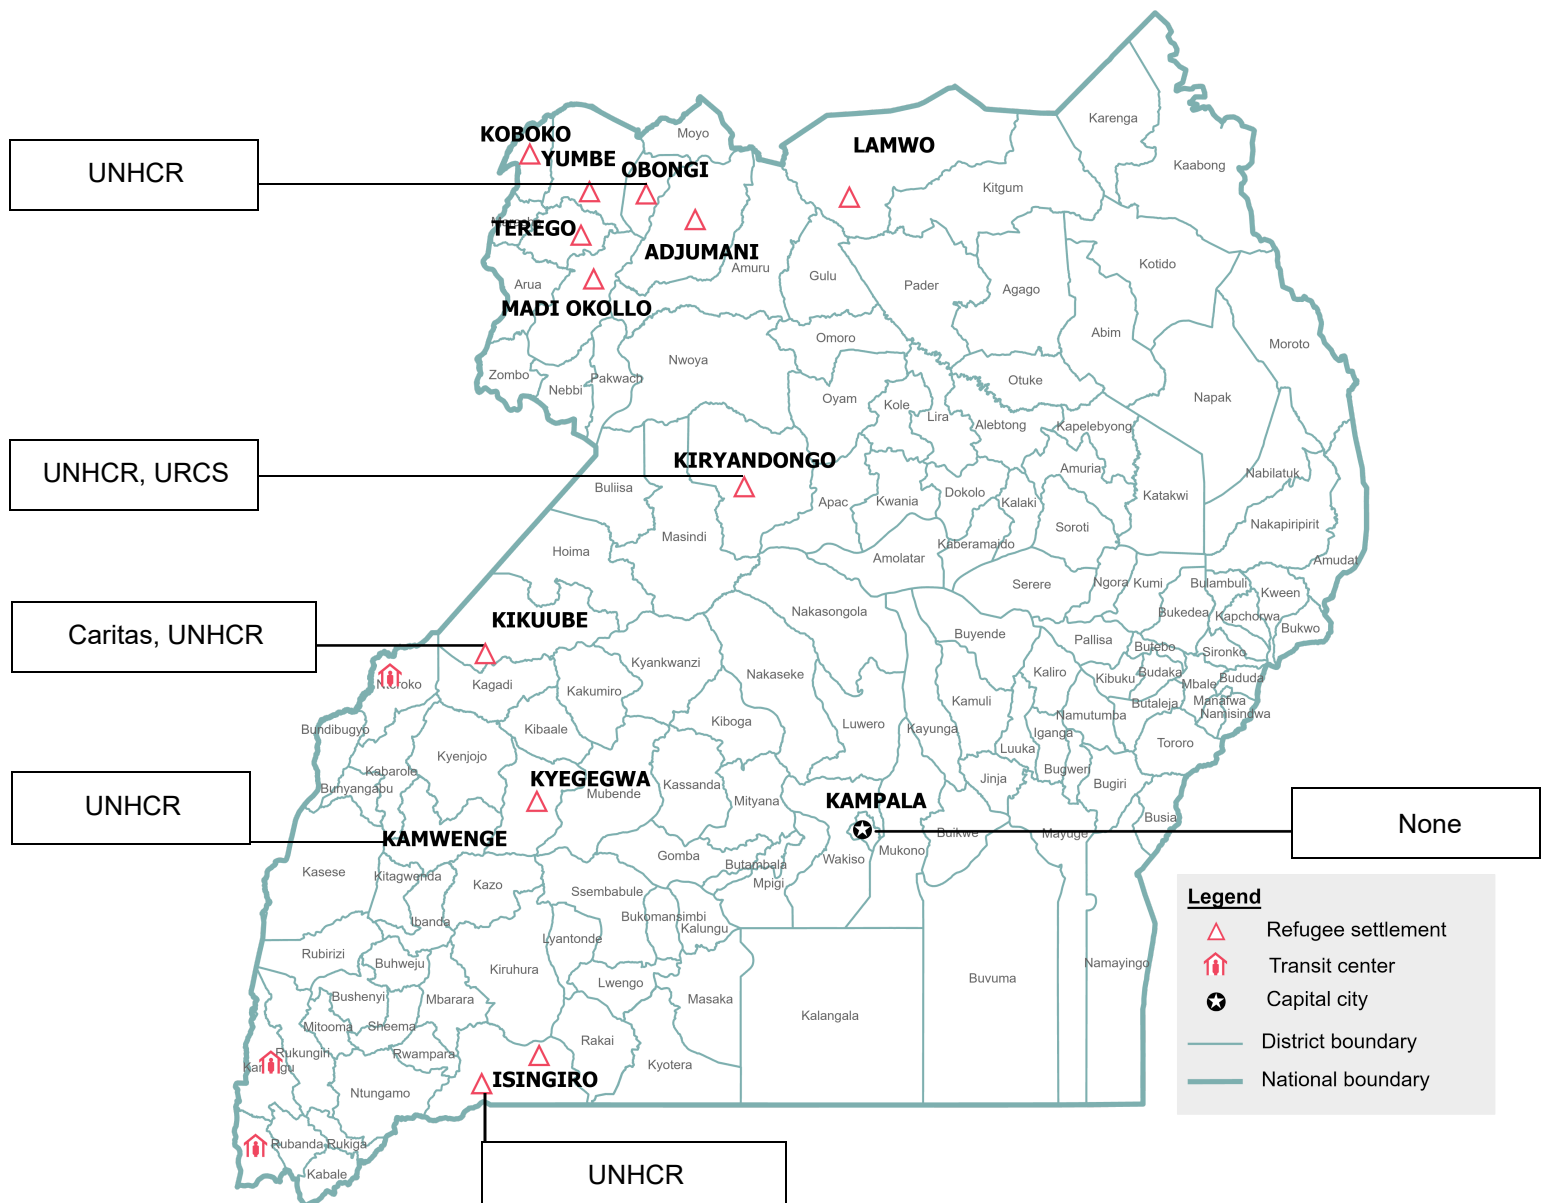 Karenga
Moyo
KOBOKO
LAMWO
YUMBE
Kaabong
OBONGI
UNHCR
Kitgum
TEREGO
ADJUMANI
Amuru
Kotido
Gulu
Pader
Arua
Agago
MADI OKOLLO
Abim
Omoro
Moroto
Nwoya
Zombo
Pakwach
Otuke
Nebbi
Napak
Oyam
Kole
Lira
Alebtong
Kapelebyong
KIRYANDONGO
Amuria
UNHCR, URCS
Nabilatuk
Buliisa
Dokolo
Katakwi
Apac
Kwania
Kalaki
Soroti
Nakapiripirit
Masindi
Hoima
Kaberamaido
Amolatar
Amudat
Serere
Ngora
Kumi
Bulambuli
Kween
Nakasongola
Bukedea
Kapchorwa
KIKUUBE
Bukwo
Caritas, UNHCR
Buyende
Pallisa
Butebo
Sironko
Kyankwanzi
Nakaseke
Kaliro
Kibuku
Budaka
Mbale
Bududa
Kagadi
Kakumiro
Kamuli
Butaleja
Manafwa
Namutumba
Namisindwa
Bundibugyo
Kibaale
Kiboga
Luwero
Kayunga
Iganga
Luuka
Tororo
Kyenjojo
Kabarole
Bugweri
KYEGEGWA
Kassanda
Jinja
Bugiri
Bunyangabu
Mubende
Mityana
KAMPALA
UNHCR
Busia
None
Buikwe
Mayuge
KAMWENGE
Gomba
Wakiso
Mukono
Kasese
Butambala
Kitagwenda
Kazo
Ssembabule
Mpigi
Legend
Ibanda
Bukomansimbi
Kalungu
Refugee settlement
Lyantonde
Rubirizi
Buhweju
Kiruhura
Transit center
Buvuma
Namayingo
Lwengo
Bushenyi
Mbarara
Masaka
Capital city
Kalangala
Mitooma
Sheema
Rakai
District boundary
Rukungiri
Rwampara
Kyotera
ISINGIRO
National boundary
Ntungamo
Rubanda
Rukiga
Kabale
UNHCR